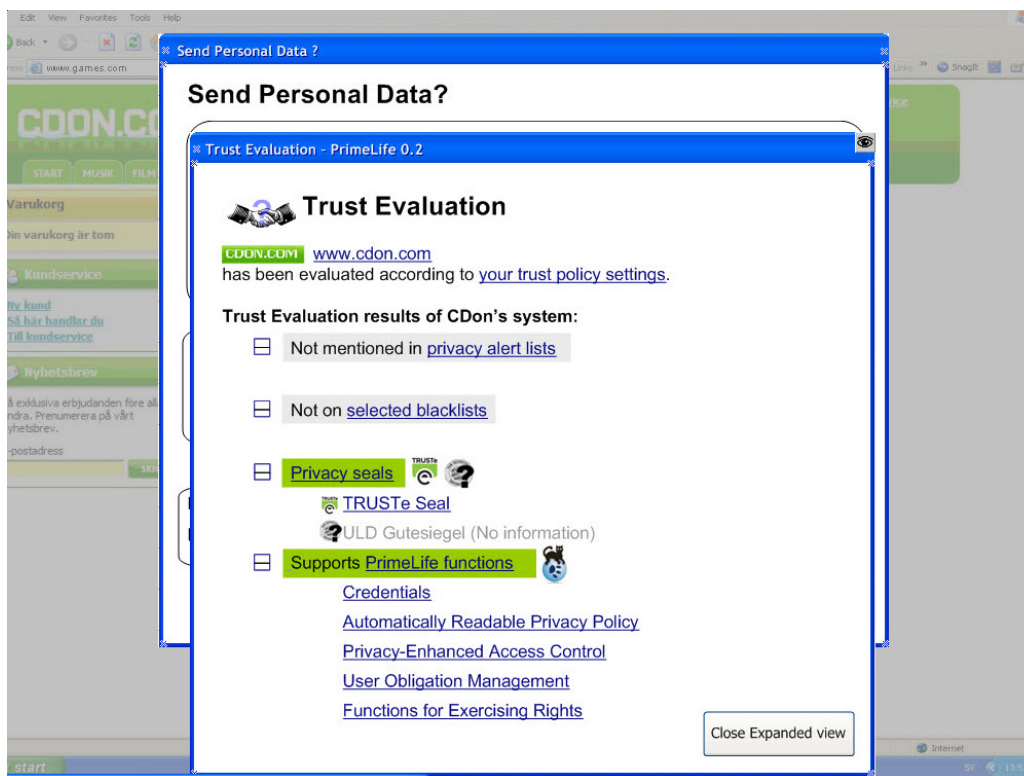 Edit View Favorites Tools Help
Back
www.games.com
Links » SnagIt
CDON.C
START MUSIK FILM
Varukorg
Din varukorg är tom
Kundservice
Ny kund
Så här handlar du
Till kundservice
Nyhetsbrev
Få exklusiva erbjudanden före alla
andra. Prenumerera på vårt
nyhetsbrev.
E-postadress
Send Personal Data ?
Send Personal Data?
Trust Evaluation - PrimeLife 0.2
Trust Evaluation
CDON.COM www.cdon.com
has been evaluated according to your trust policy settings.
Trust Evaluation results of CDon's system:
Not mentioned in privacy alert lists
Not on selected blacklists
Privacy seals TRUSTe
TRUSTe Seal
ULD Gutesiegel (No information)
Supports PrimeLife functions
Credentials
Automatically Readable Privacy Policy
Privacy-Enhanced Access Control
User Obligation Management
Functions for Exercising Rights
Close Expanded view
Internet
start
SV